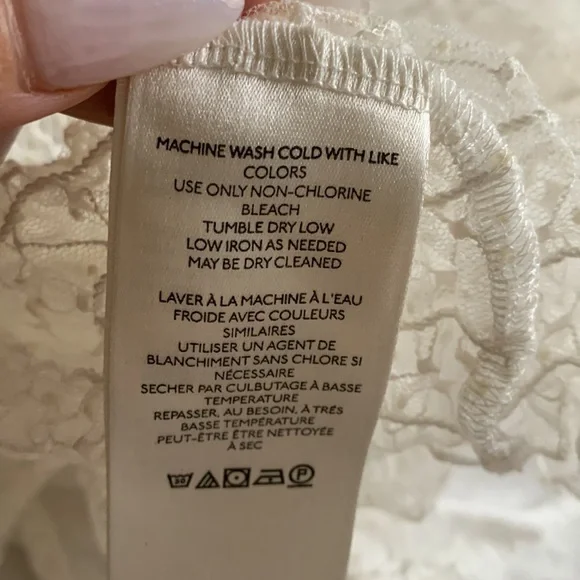 MACHINE WASH COLD WITH LIKE
COLORS
USE ONLY NON-CHLORINE
BLEACH
TUMBLE DRY LOW
LOW IRON AS NEEDED
MAY BE DRY CLEANED
LAVER À LA MACHINE À L'EAU
FROIDE AVEC COULEURS
SIMILAIRES
UTILISER UN AGENT DE
BLANCHIMENT SANS CHLORE SI
NÉCESSAIRE
SECHER PAR CULBUTAGE À BASSE
TEMPERATURE
REPASSER, AU BESOIN, À TRÉS
BASSE TEMPÉRATURE
PEUT-ÊTRE ÊTRE NETTOYÉE
À SEC
30 P